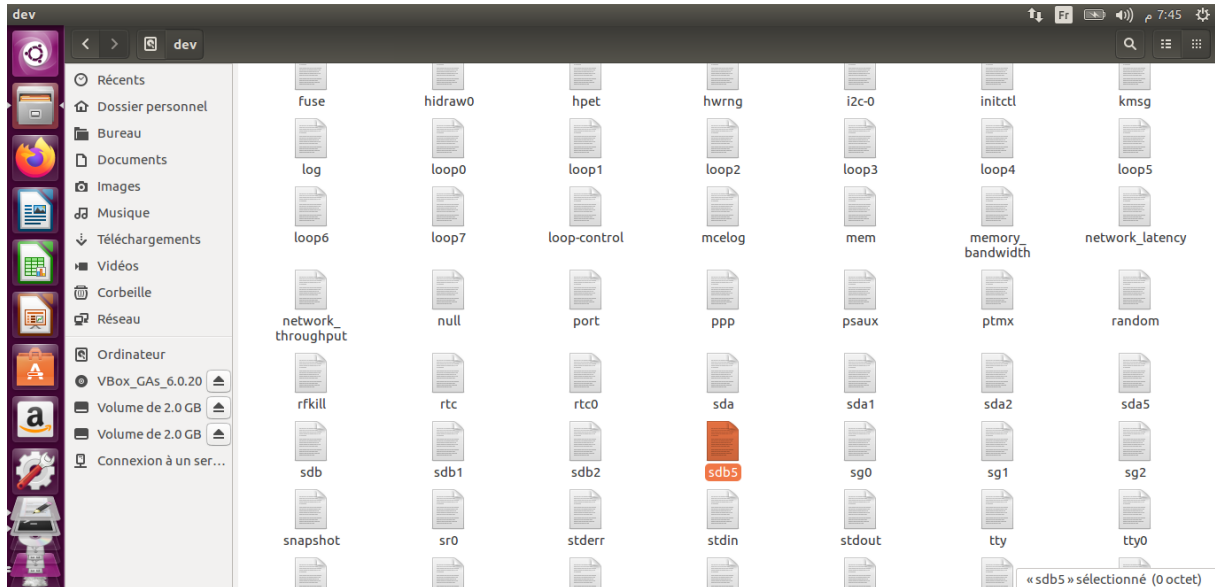 dev
Fr
م 7:45
dev
Récents
Dossier personnel
Bureau
Documents
Images
Musique
Téléchargements
Vidéos
Corbeille
Réseau
Ordinateur
VBox_GAs_6.0.20
Volume de 2.0 GB
Volume de 2.0 GB
Connexion à un ser...
fuse hidraw0 hpet hwrng i2c-0 initctl kmsg
log loop0 loop1 loop2 loop3 loop4 loop5
loop6 loop7 loop-control mcelog mem memory_ network_latency
bandwidth
network_ null port ppp psaux ptmx random
throughput
rfkill rtc rtc0 sda sda1 sda2 sda5
sdb sdb1 sdb2 sdb5 sg0 sg1 sg2
snapshot sr0 stderr stdin stdout tty tty0
« sdb5 » sélectionné (0 octet)